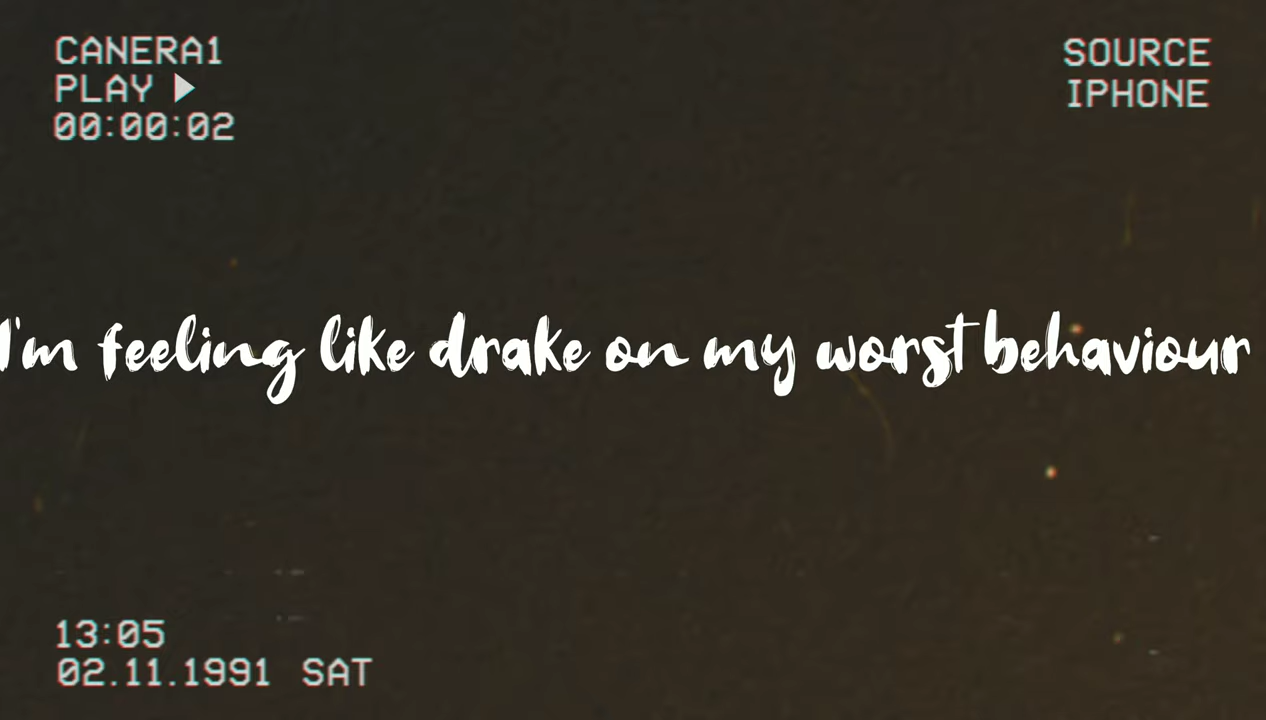 CANERA1
PLAY
00:00:02
SOURCE
IPHONE
I'm feeling like drake on my worst behaviour
13:05
02.11.1991 SAT